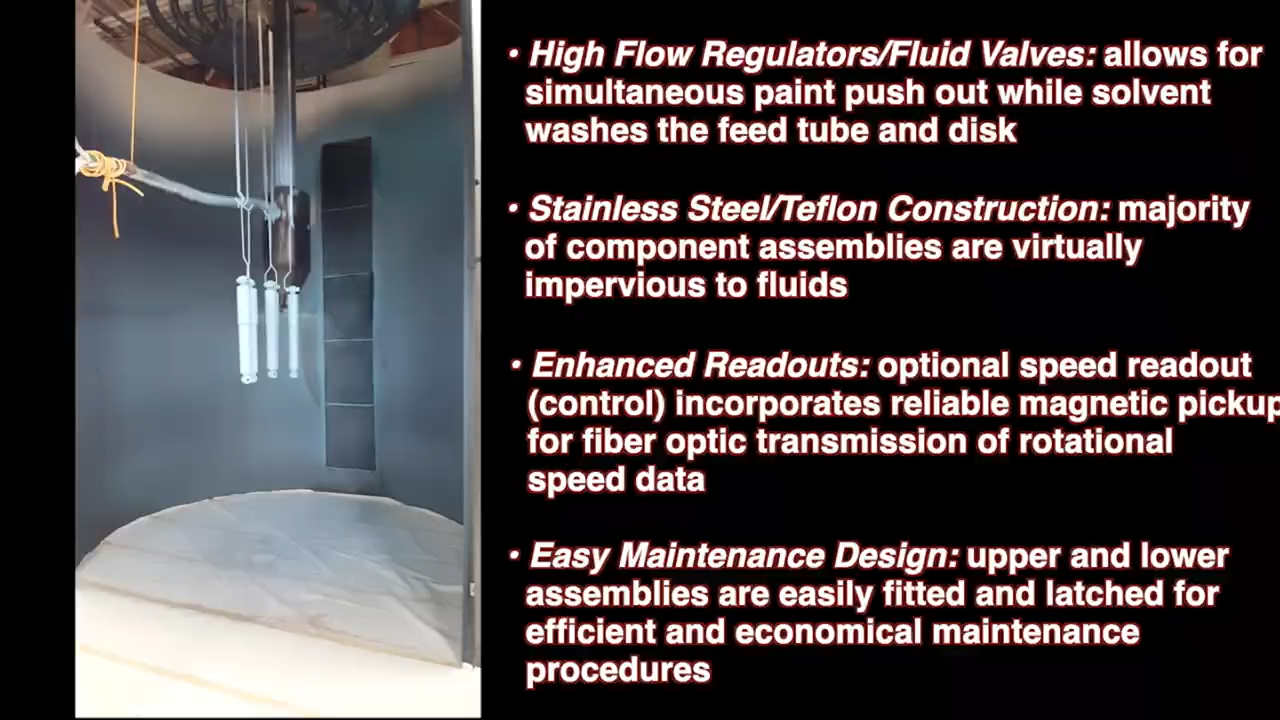 • High Flow Regulators/Fluid Valves: allows for
simultaneous paint push out while solvent
washes the feed tube and disk
• Stainless Steel/Teflon Construction: majority
of component assemblies are virtually
impervious to fluids
• Enhanced Readouts: optional speed readout
(control) incorporates reliable magnetic pickup
for fiber optic transmission of rotational
speed data
• Easy Maintenance Design: upper and lower
assemblies are easily fitted and latched for
efficient and economical maintenance
procedures